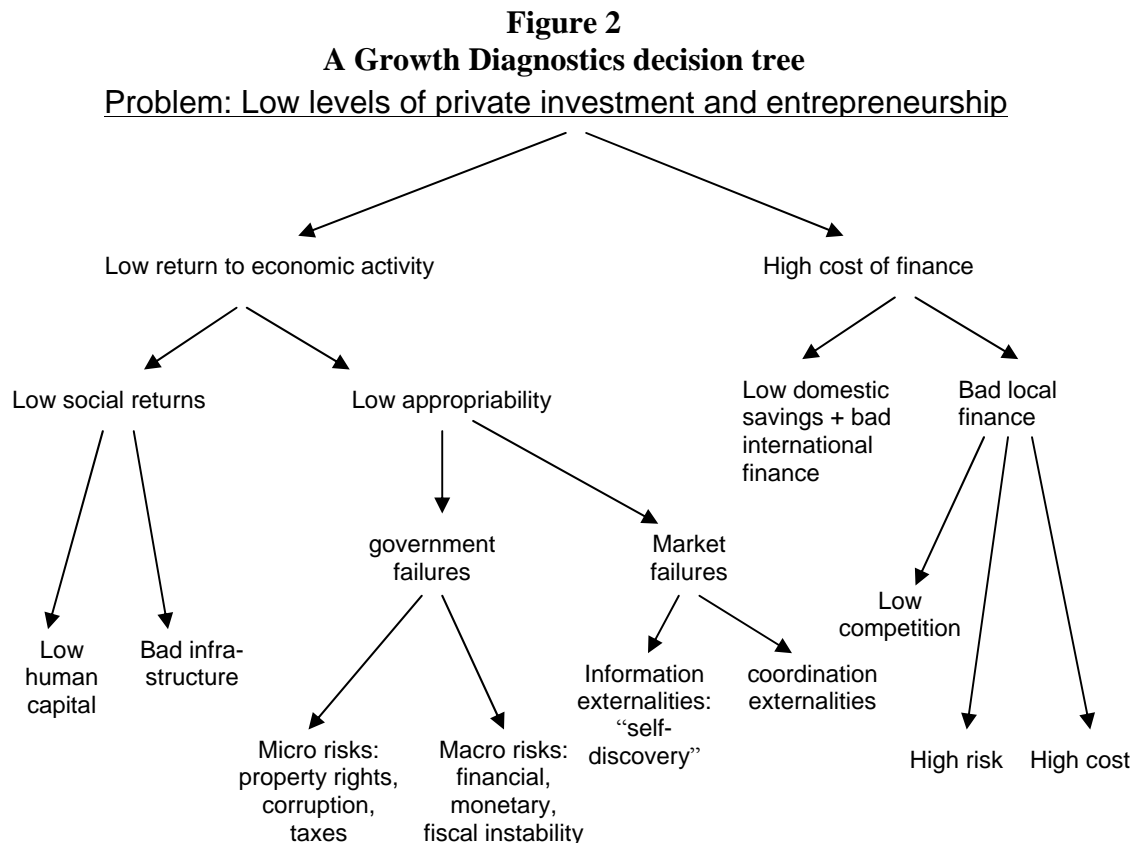 Figure 2
A Growth Diagnostics decision tree
Problem: Low levels of private investment and entrepreneurship
Low return to economic activity
High cost of finance
Low social returns
Low appropriability
Low domestic
savings + bad
international
finance
Bad local
finance
government
failures
Market
failures
Low
competition
Low
human
capital
Bad infra-
structure
Information
externalities:
“self-
discovery”
coordination
externalities
Micro risks:
property rights,
corruption,
taxes
Macro risks:
financial,
monetary,
fiscal instability
High risk
High cost